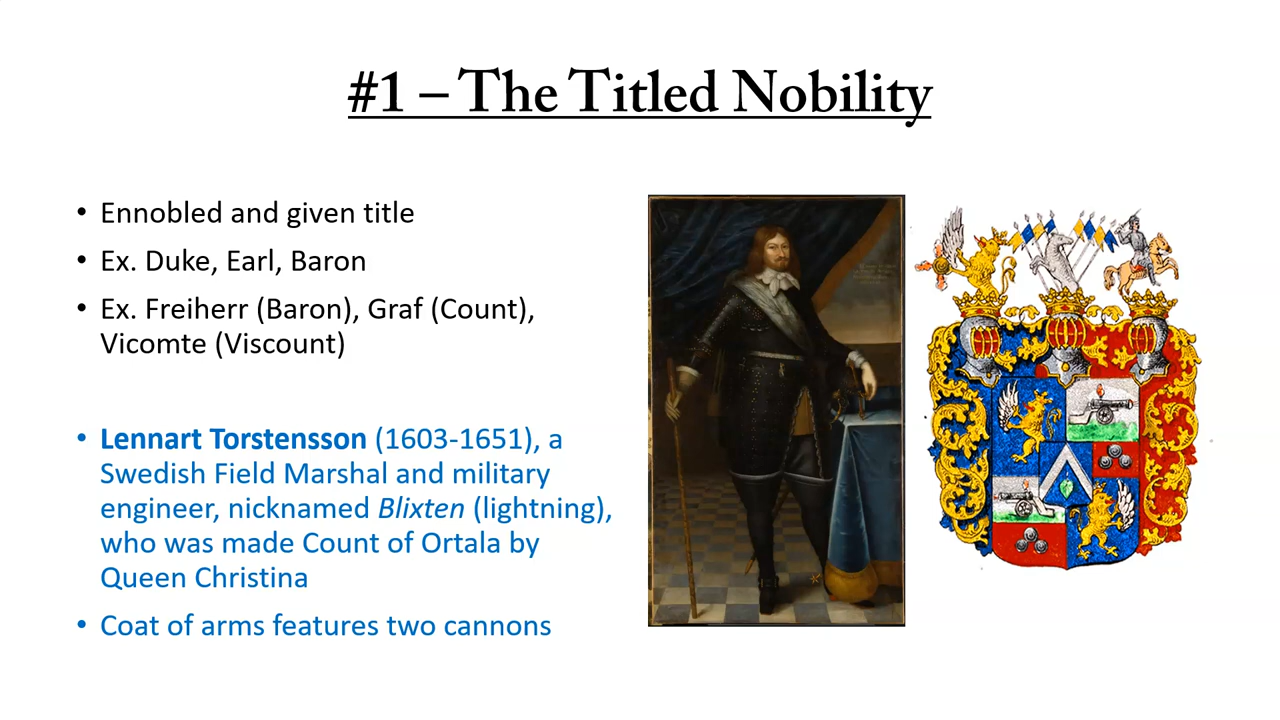 #1 – The Titled Nobility
• Ennobled and given title
• Ex. Duke, Earl, Baron
• Ex. Freiherr (Baron), Graf (Count),
Vicomte (Viscount)
• Lennart Torstensson (1603-1651), a
Swedish Field Marshal and military
engineer, nicknamed Blixten (lightning),
who was made Count of Ortala by
Queen Christina
• Coat of arms features two cannons